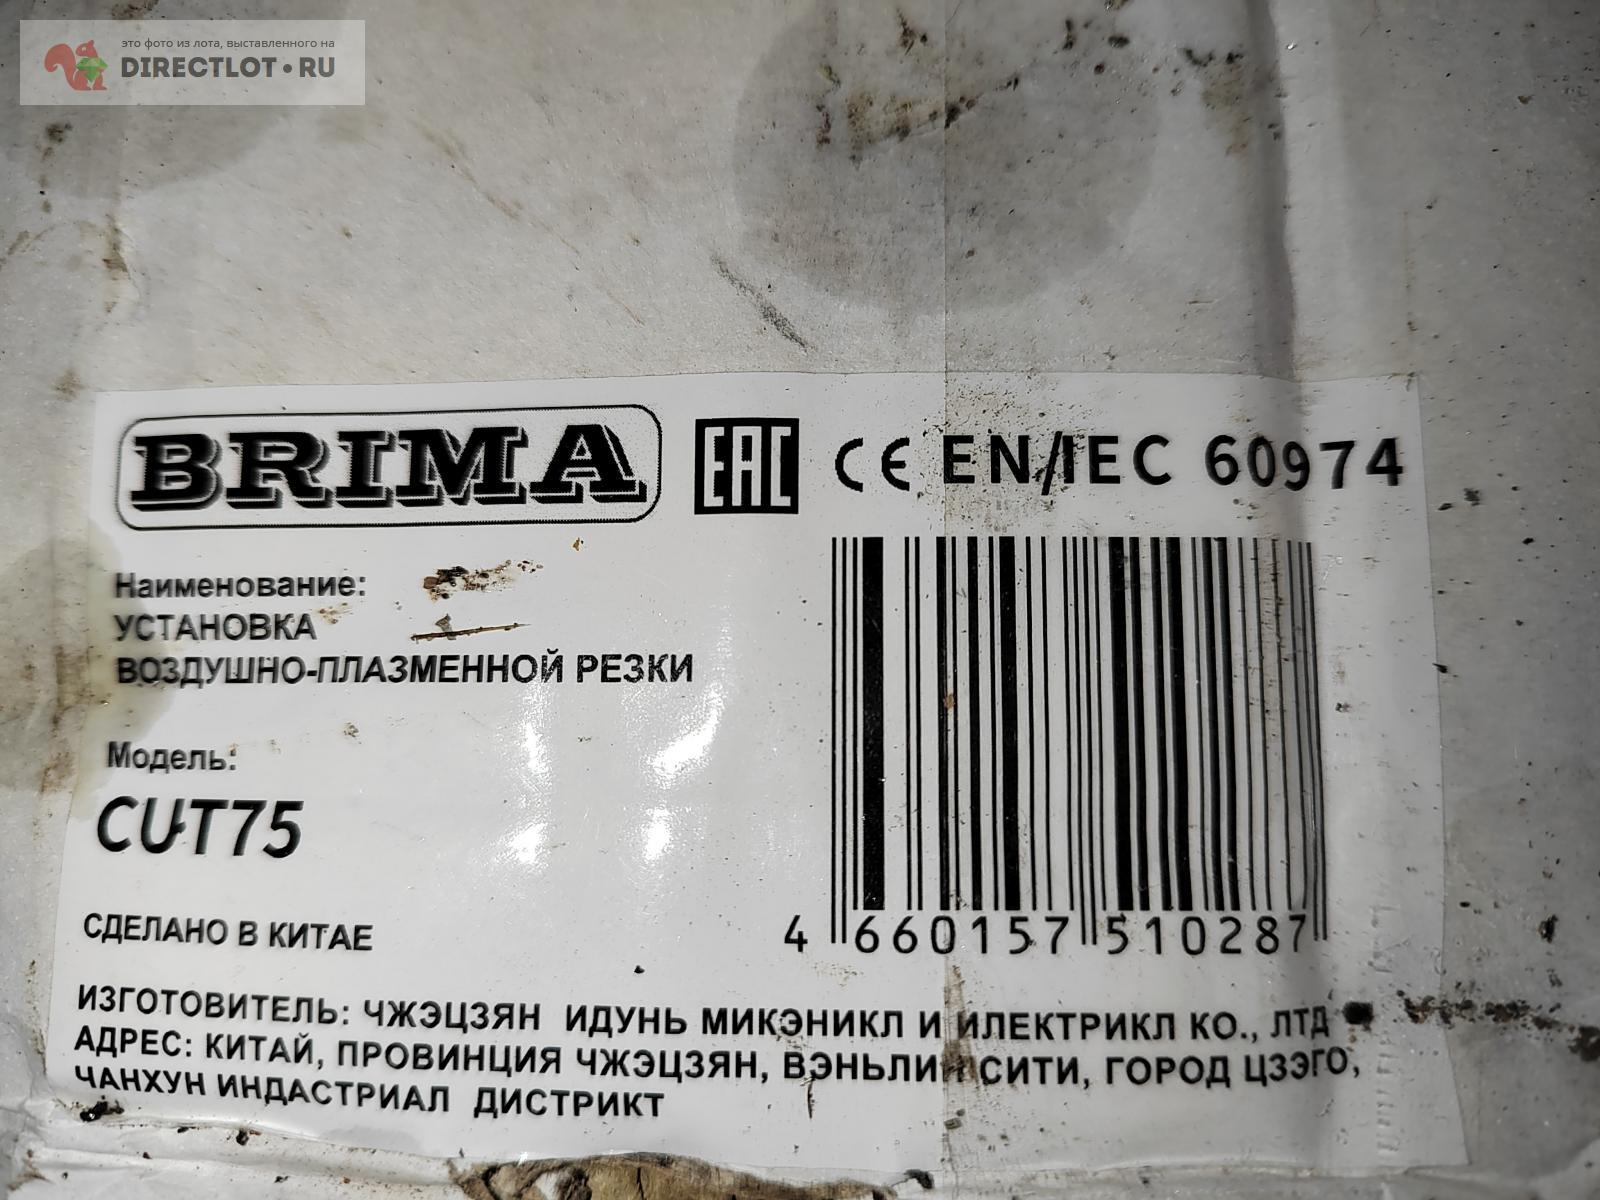 это фото из лота, выставленного на
DIRECTLOT•RU
BRIMA
EAC CE EN/IEC 60974
Наименование:
УСТАНОВКА
ВОЗДУШНО-ПЛАЗМЕННОЙ РЕЗКИ
Модель:
CUT75
СДЕЛАНО В КИТАЕ
4 660157 510287
ИЗГОТОВИТЕЛЬ: ЧЖЭЦЗЯН ИДУНЬ МИКЭНИКЛ И ИЛЕКТРИКЛ КО., ЛТД
АДРЕС: КИТАЙ, ПРОВИНЦИЯ ЧЖЭЦЗЯН, ВЭНЬЛИН СИТИ, ГОРОД ЦЗЭГО,
ЧАНХУН ИНДАСТРИАЛ ДИСТРИКТ